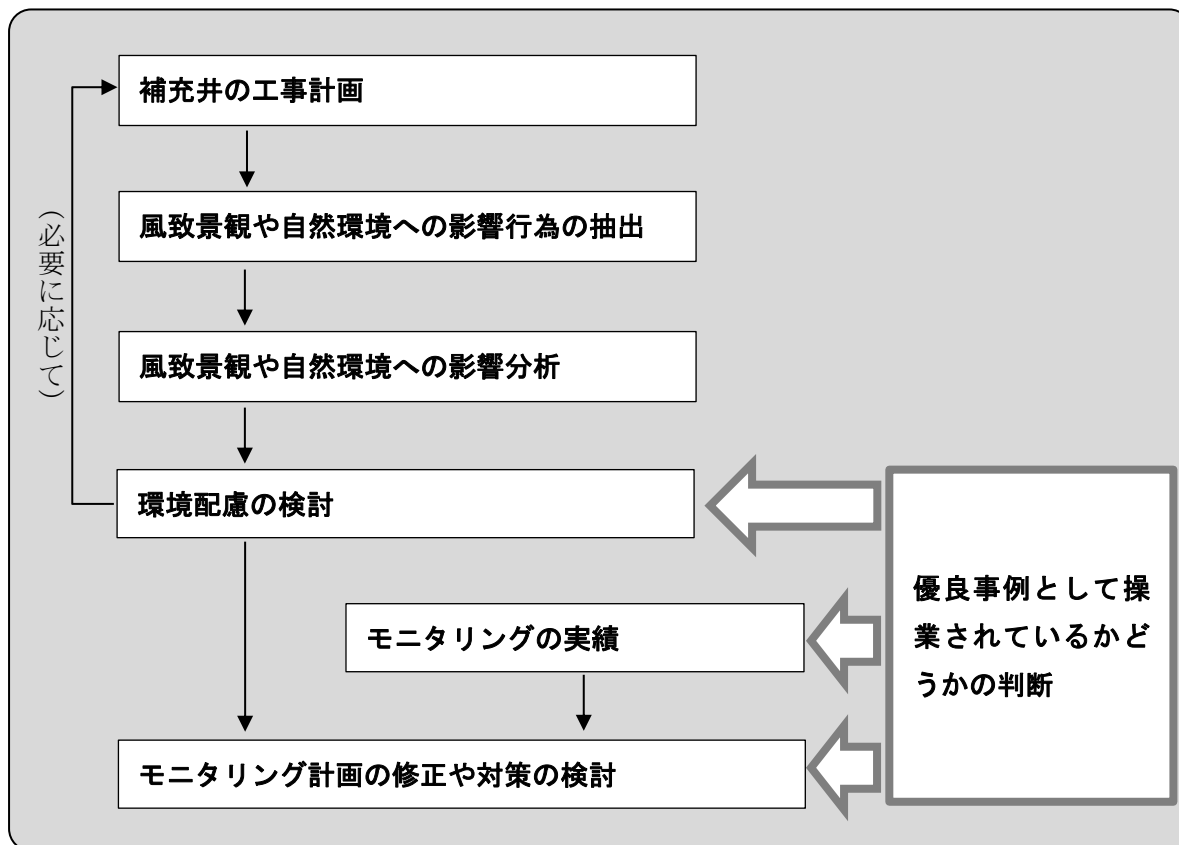 補充井の工事計画
風致景観や自然環境への影響行為の抽出
(必要に応じて)
風致景観や自然環境への影響分析
環境配慮の検討
優良事例として操
業されているかど
うかの判断
モニタリングの実績
モニタリング計画の修正や対策の検討